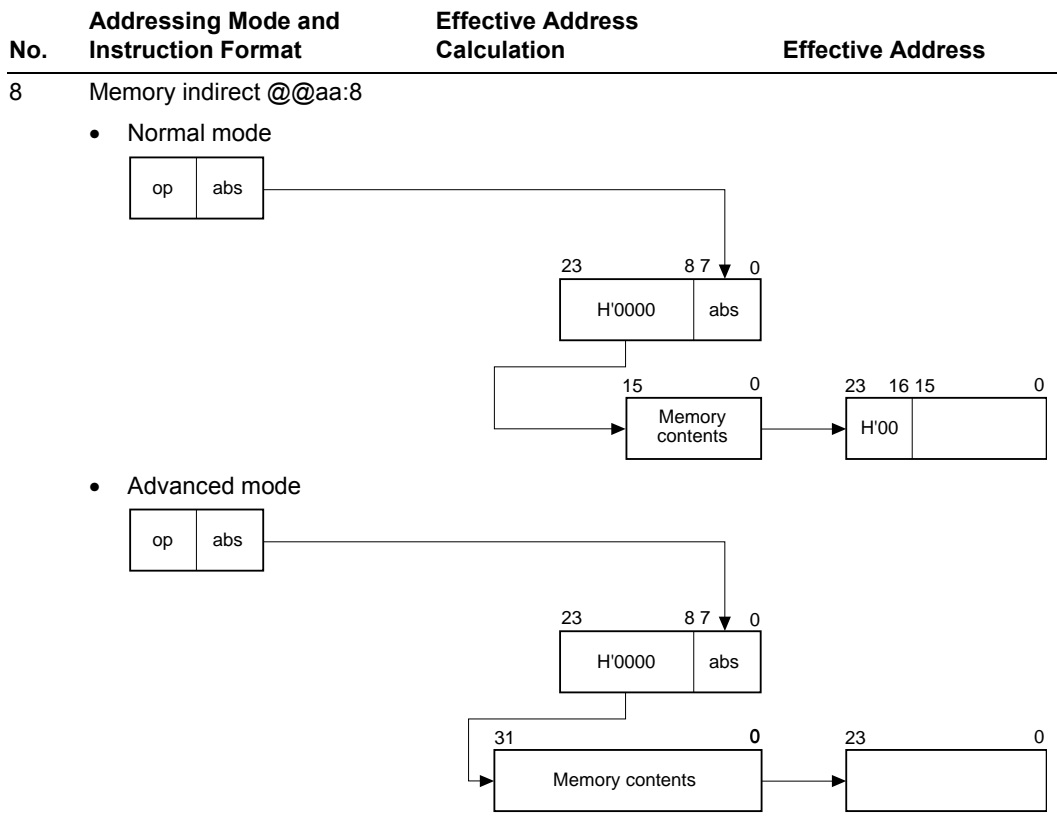 No. Addressing Mode and Instruction Format Effective Address Calculation Effective Address
8 Memory indirect @@aa:8
• Normal mode
op abs
23 8 7 0
H'0000 abs
15 0 23 16 15 0
Memory contents H'00
• Advanced mode
op abs
23 8 7 0
H'0000 abs
31 0 23 0
Memory contents